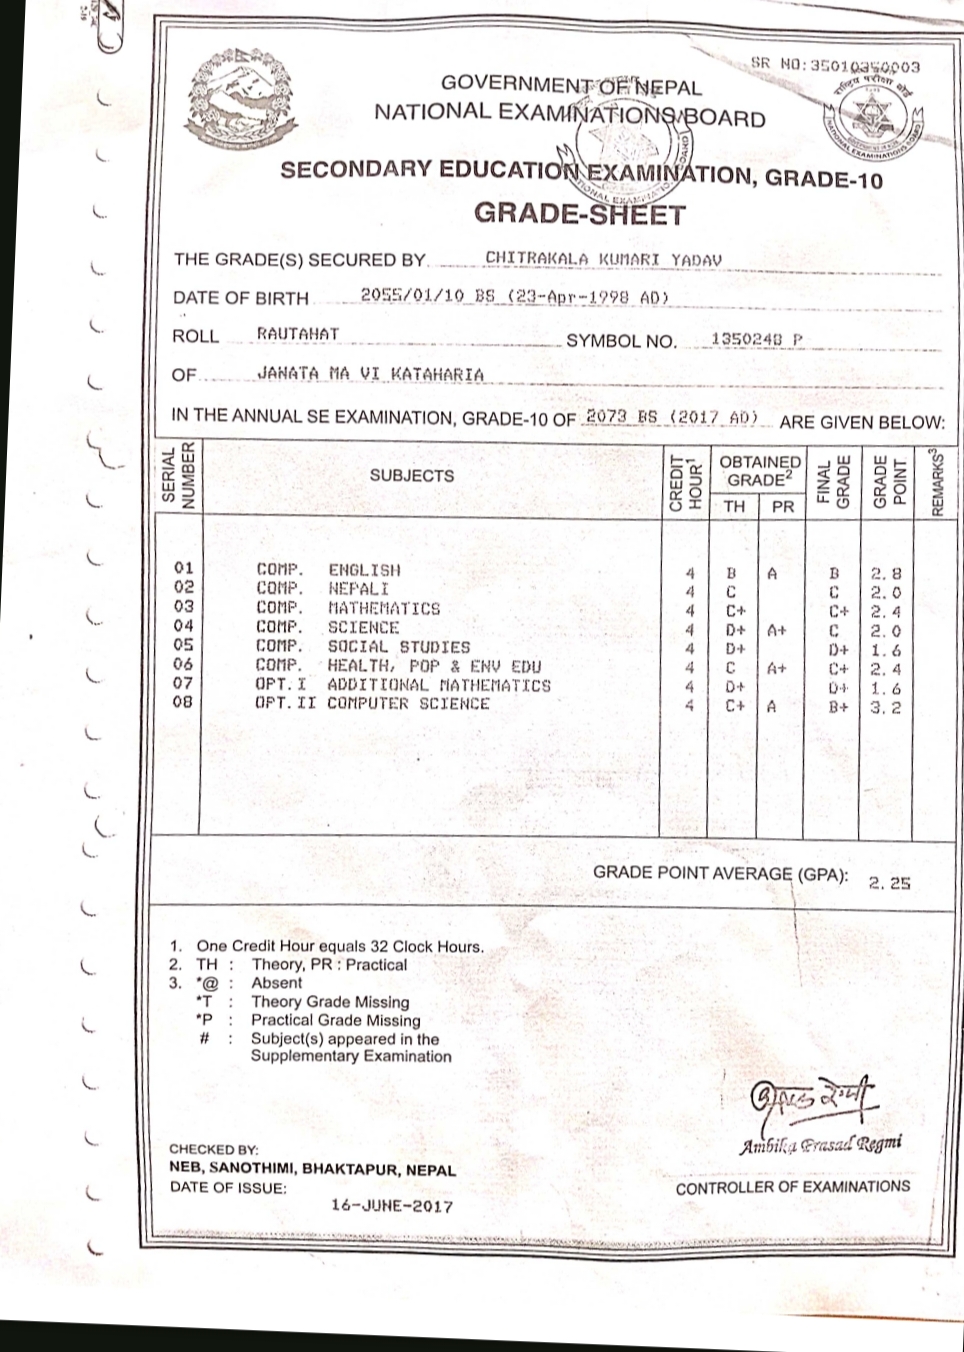 SR NO: 35010350003
GOVERNMENT OF NEPAL
NATIONAL EXAMINATIONS BOARD
SECONDARY EDUCATION EXAMINATION, GRADE-10
GRADE-SHEET
THE GRADE(S) SECURED BY CHITRAKALA KUMARI YADAV
DATE OF BIRTH 2055/01/10 BS (23-Apr-1998 AD)
ROLL RAUTAHAT SYMBOL NO. 1350248 P
OF JANATA MA VI KATAHARIA
IN THE ANNUAL SE EXAMINATION, GRADE-10 OF 2073 BS (2017 AD) ARE GIVEN BELOW:
SERIAL NUMBER SUBJECTS CREDIT HOUR1 OBTAINED GRADE2 FINAL GRADE GRADE POINT REMARKS3
TH PR
01 COMP. ENGLISH 4 B A B 2.8
02 COMP. NEPALI 4 C C 2.0
03 COMP. MATHEMATICS 4 C+ C+ 2.4
04 COMP. SCIENCE 4 D+ A+ C 2.0
05 COMP. SOCIAL STUDIES 4 D+ D+ 1.6
06 COMP. HEALTH, POP & ENV EDU 4 C A+ C+ 2.4
07 OPT.I ADDITIONAL MATHEMATICS 4 D+ D+ 1.6
08 OPT.II COMPUTER SCIENCE 4 C+ A B+ 3.2
GRADE POINT AVERAGE (GPA): 2.25
1. One Credit Hour equals 32 Clock Hours.
2. TH : Theory, PR : Practical
3. *@ : Absent
*T : Theory Grade Missing
*P : Practical Grade Missing
# : Subject(s) appeared in the
Supplementary Examination
Ambika Prasad Regmi
CHECKED BY:
NEB, SANOTHIMI, BHAKTAPUR, NEPAL
DATE OF ISSUE:
CONTROLLER OF EXAMINATIONS
16-JUNE-2017